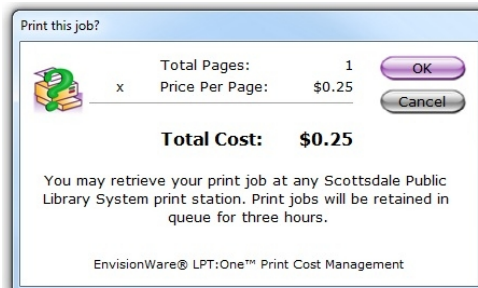 Print this job?
Total Pages: 1
OK
x Price Per Page: $0.25
Cancel
Total Cost: $0.25
You may retrieve your print job at any Scottsdale Public
Library System print station. Print jobs will be retained in
queue for three hours.
EnvisionWare® LPT:One™ Print Cost Management